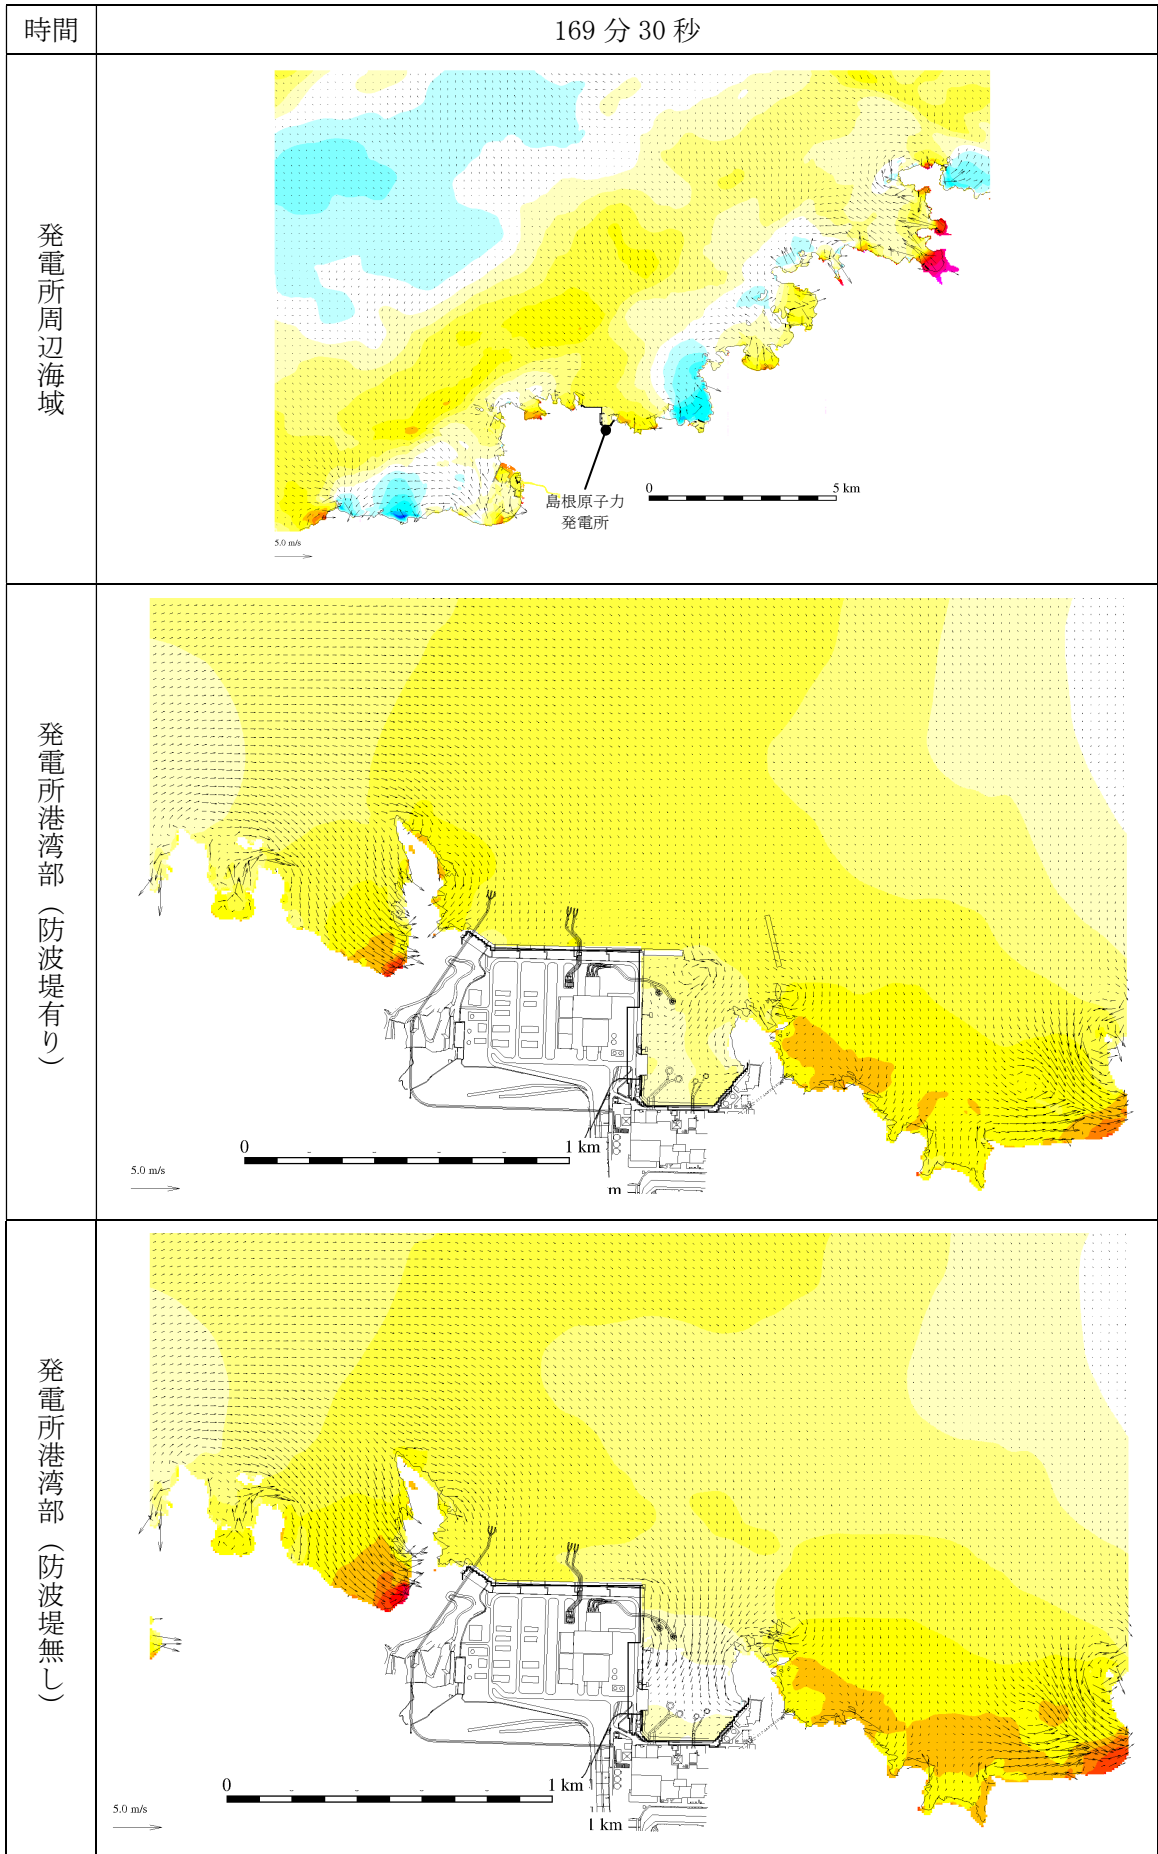 時間
169 分 30 秒
発電所周辺海域
島根原子力
発電所
0 5 km
5.0 m/s
発電所港湾部（防波堤有り）
0 1 km
5.0 m/s
m
発電所港湾部（防波堤無し）
0 1 km
5.0 m/s
1 km